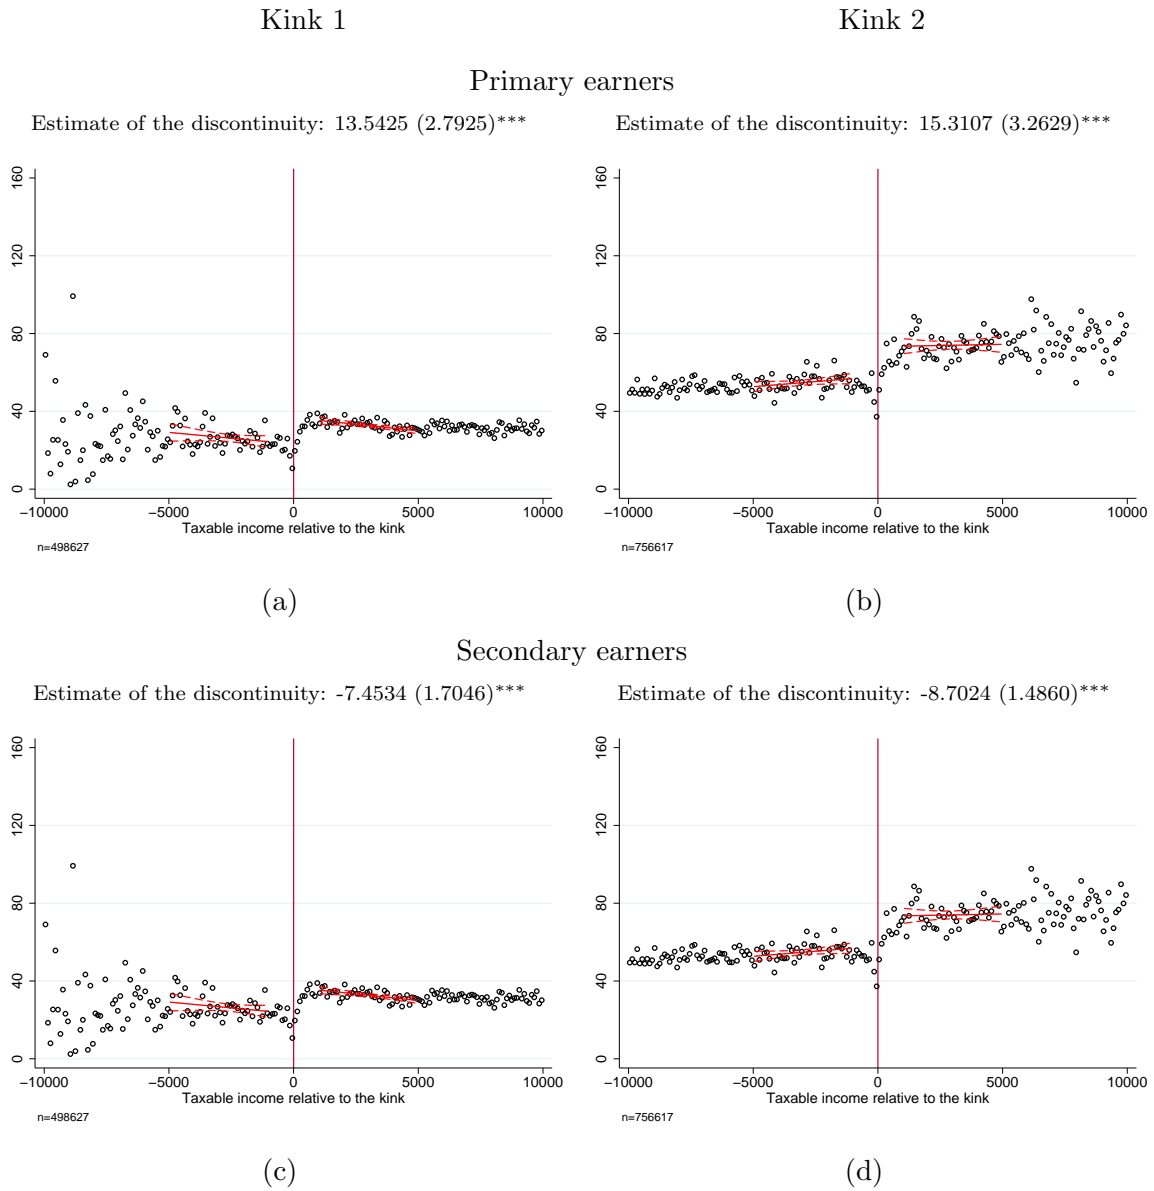 Kink 1
Kink 2
Primary earners
Estimate of the discontinuity: 13.5425 (2.7925)***
Estimate of the discontinuity: 15.3107 (3.2629)***
160
120
80
40
0
−10000 −5000 0 5000 10000
Taxable income relative to the kink
n=498627
160
120
80
40
0
−10000 −5000 0 5000 10000
Taxable income relative to the kink
n=756617
(a)
(b)
Secondary earners
Estimate of the discontinuity: -7.4534 (1.7046)***
Estimate of the discontinuity: -8.7024 (1.4860)***
160
120
80
40
0
−10000 −5000 0 5000 10000
Taxable income relative to the kink
n=498627
160
120
80
40
0
−10000 −5000 0 5000 10000
Taxable income relative to the kink
n=756617
(c)
(d)